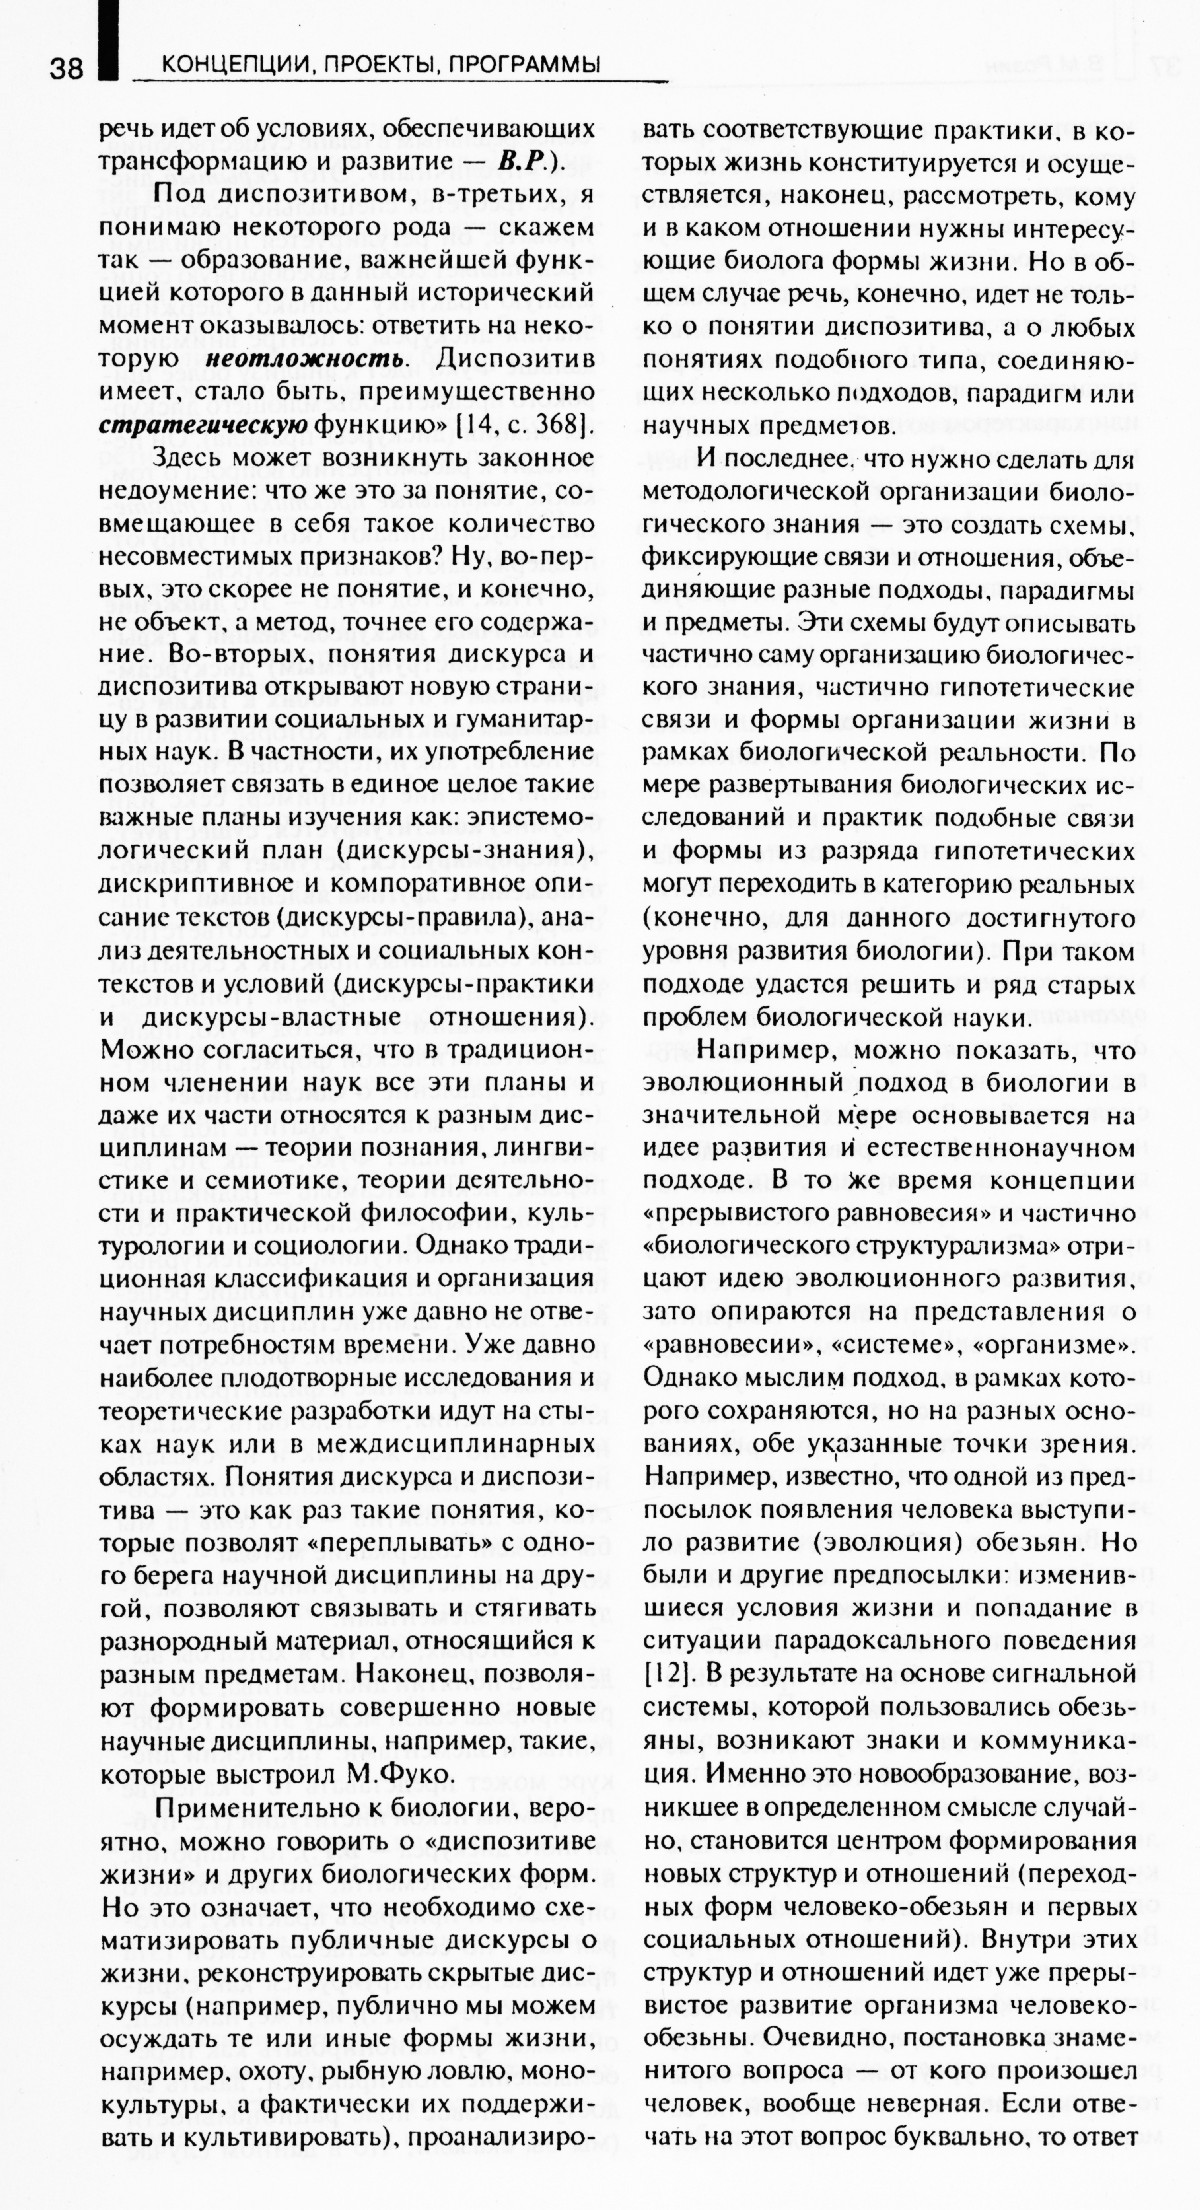 38
КОНЦЕПЦИИ, ПРОЕКТЫ, ПРОГРАММЫ
речь идет об условиях, обеспечивающих
трансформацию и развитие — В.Р.).
Под диспозитивом, в-третьих, я
понимаю некоторого рода — скажем
так — образование, важнейшей функ-
цией которого в данный исторический
момент оказывалось: ответить на неко-
торую неотложность. Диспозитив
имеет, стало быть, преимущественно
стратегическую функцию» [14, с. 368].
Здесь может возникнуть законное
недоумение: что же это за понятие, со-
вмещающее в себя такое количество
несовместимых признаков? Ну, во-пер-
вых, это скорее не понятие, и конечно,
не объект, а метод, точнее его содержа-
ние. Во-вторых, понятия дискурса и
диспозитива открывают новую страни-
цу в развитии социальных и гуманитар-
ных наук. В частности, их употребление
позволяет связать в единое целое такие
важные планы изучения как: эпистемо-
логический план (дискурсы-знания),
дискриптивное и компоративное опи-
сание текстов (дискурсы-правила), ана-
лиз деятельностных и социальных кон-
текстов и условий (дискурсы-практики
и дискурсы-властные отношения).
Можно согласиться, что в традицион-
ном членении наук все эти планы и
даже их части относятся к разным дис-
циплинам — теории познания, лингви-
стике и семиотике, теории деятельно-
сти и практической философии, куль-
турологии и социологии. Однако тради-
ционная классификация и организация
научных дисциплин уже давно не отве-
чает потребностям времени. Уже давно
наиболее плодотворные исследования и
теоретические разработки идут на сты-
ках наук или в междисциплинарных
областях. Понятия дискурса и диспози-
тива — это как раз такие понятия, ко-
торые позволят «переплывать» с одно-
го берега научной дисциплины на дру-
гой, позволяют связывать и стягивать
разнородный материал, относящийся к
разным предметам. Наконец, позволя-
ют формировать совершенно новые
научные дисциплины, например, такие,
которые выстроил М.Фуко.
Применительно к биологии, веро-
ятно, можно говорить о «диспозитиве
жизни» и других биологических форм.
Но это означает, что необходимо схе-
матизировать публичные дискурсы о
жизни, реконструировать скрытые дис-
курсы (например, публично мы можем
осуждать те или иные формы жизни,
например, охоту, рыбную ловлю, моно-
культуры, а фактически их поддержи-
вать и культивировать), проанализиро-
вать соответствующие практики, в ко-
торых жизнь конституируется и осуще-
ствляется, наконец, рассмотреть, кому
и в каком отношении нужны интересу-
ющие биолога формы жизни. Но в об-
щем случае речь, конечно, идет не толь-
ко о понятии диспозитива, а о любых
понятиях подобного типа, соединяю-
щих несколько подходов, парадигм или
научных предметов.
И последнее, что нужно сделать для
методологической организации биоло-
гического знания — это создать схемы,
фиксирующие связи и отношения, объе-
диняющие разные подходы, парадигмы
и предметы. Эти схемы будут описывать
частично саму организацию биологичес-
кого знания, частично гипотетические
связи и формы организации жизни в
рамках биологической реальности. По
мере развертывания биологических ис-
следований и практик подобные связи
и формы из разряда гипотетических
могут переходить в категорию реальных
(конечно, для данного достигнутого
уровня развития биологии). При таком
подходе удастся решить и ряд старых
проблем биологической науки.
Например, можно показать, что
эволюционный подход в биологии в
значительной мере основывается на
идее развития и естественнонаучном
подходе. В то же время концепции
«прерывистого равновесия» и частично
«биологического структурализма» отри-
цают идею эволюционного развития,
зато опираются на представления о
«равновесии», «системе», «организме».
Однако мыслим подход, в рамках кото-
рого сохраняются, но на разных осно-
ваниях, обе указанные точки зрения.
Например, известно, что одной из пред-
посылок появления человека выступи-
ло развитие (эволюция) обезьян. Но
были и другие предпосылки: изменив-
шиеся условия жизни и попадание в
ситуации парадоксального поведения
[12]. В результате на основе сигнальной
системы, которой пользовались обезь-
яны, возникают знаки и коммуника-
ция. Именно это новообразование, воз-
никшее в определенном смысле случай-
но, становится центром формирования
новых структур и отношений (переход-
ных форм человеко-обезьян и первых
социальных отношений). Внутри этих
структур и отношений идет уже преры-
вистое развитие организма человеко-
обезьны. Очевидно, постановка знаме-
нитого вопроса — от кого произошел
человек, вообще неверная. Если отве-
чать на этот вопрос буквально, то ответ